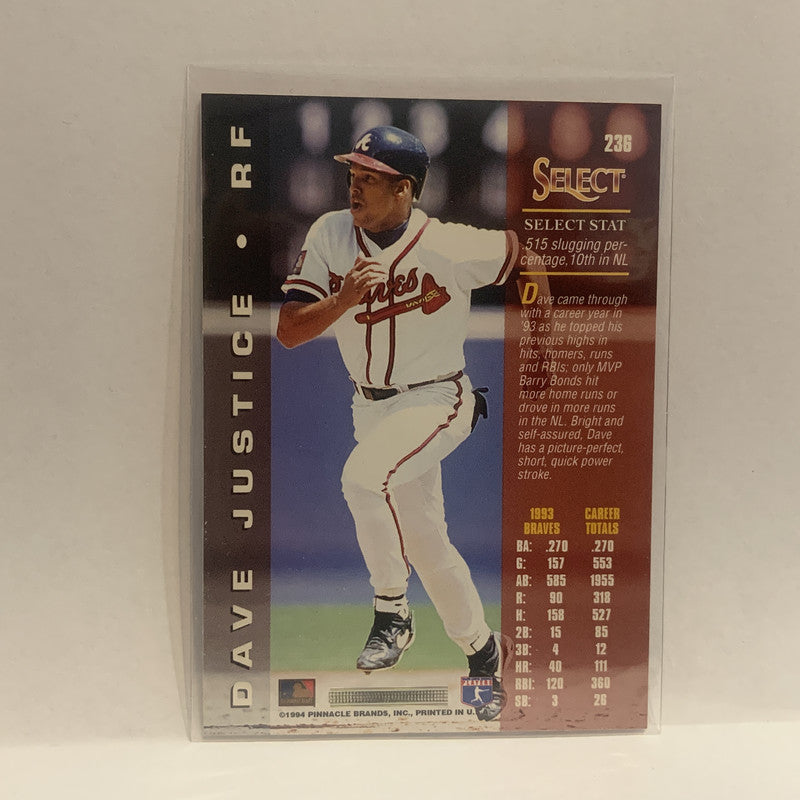 DAVE JUSTICE • RF
236
SELECT
SELECT STAT
.515 slugging per-
centage, 10th in NL
Dave came through
with a career year in
'93 as he topped his
previous highs in
hits, homers, runs
and RBIs; only MVP
Barry Bonds hit
more home runs or
drove in more runs
in the NL. Bright and
self-assured, Dave
has a picture-perfect,
short, quick power
stroke.
1993 CAREER
BRAVES TOTALS
BA: .270 .270
G: 157 553
AB: 585 1955
R: 90 318
H: 158 527
2B: 15 85
3B: 4 12
HR: 40 111
RBI: 120 360
SB: 3 26
PLAYERS
©1994 PINNACLE BRANDS, INC., PRINTED IN U.